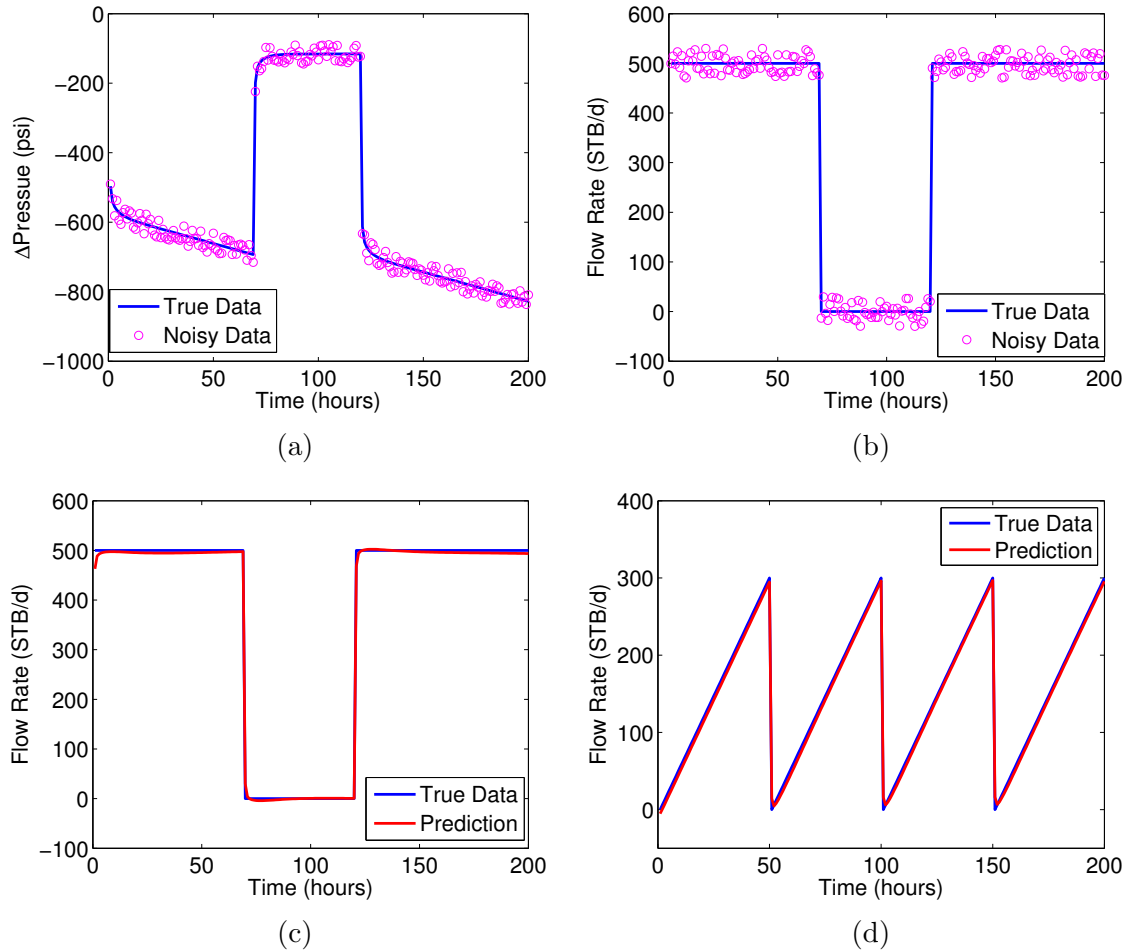 0
−200
−400
−600
−800
−1000
0 50 100 150 200
ΔPressue (psi)
Time (hours)
True Data
Noisy Data
(a)
600
500
400
300
200
100
0
−100
0 50 100 150 200
Flow Rate (STB/d)
Time (hours)
True Data
Noisy Data
(b)
600
500
400
300
200
100
0
−100
0 50 100 150 200
Flow Rate (STB/d)
Time (hours)
True Data
Prediction
(c)
400
300
200
100
0
0 50 100 150 200
Flow Rate (STB/d)
Time (hours)
True Data
Prediction
(d)